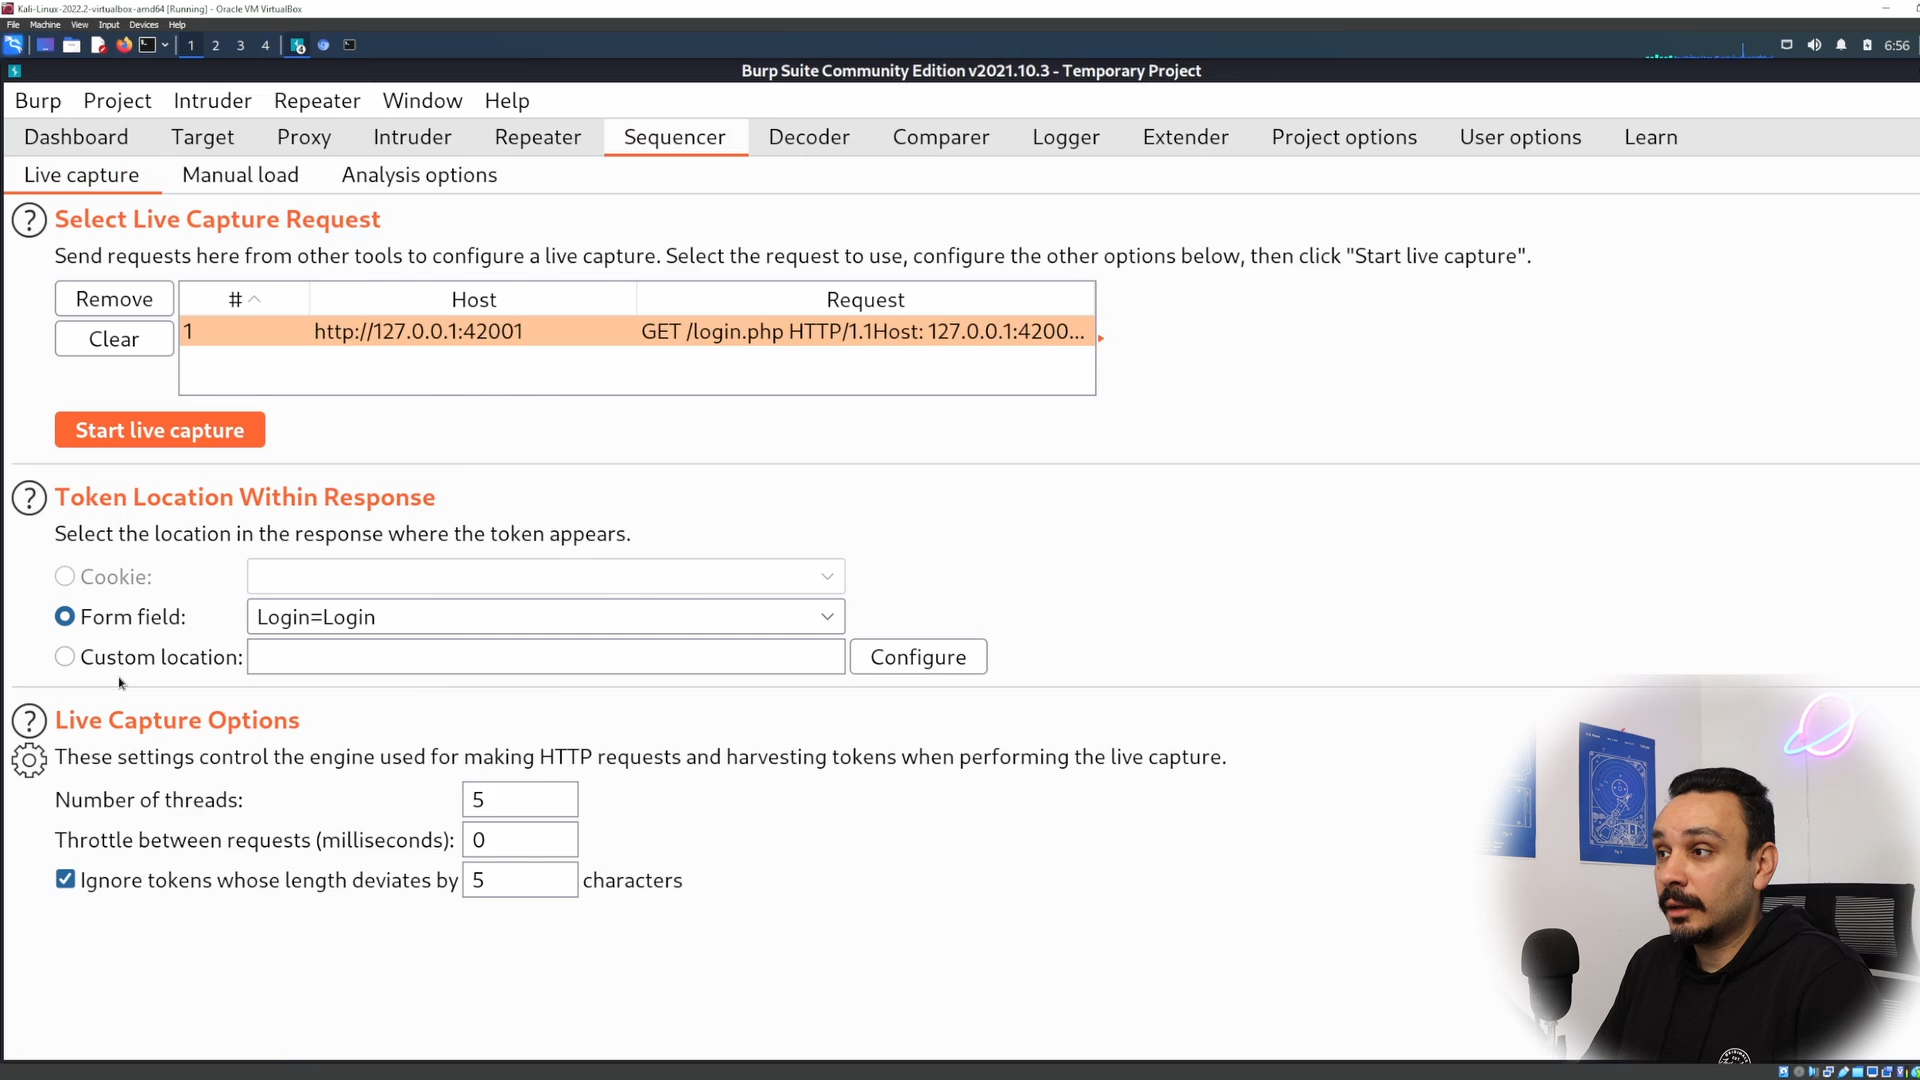 Kali-Linux-2022.2-virtualbox-amd64 [Running] - Oracle VM VirtualBox
File Machine View Input Devices Help
1 2 3 4 6:56
Burp Suite Community Edition v2021.10.3 - Temporary Project
Burp Project Intruder Repeater Window Help
Dashboard Target Proxy Intruder Repeater Sequencer Decoder Comparer Logger Extender Project options User options Learn
Live capture Manual load Analysis options
? Select Live Capture Request
Send requests here from other tools to configure a live capture. Select the request to use, configure the other options below, then click "Start live capture".
Remove # Host Request
1 http://127.0.0.1:42001 GET /login.php HTTP/1.1Host: 127.0.0.1:4200...
Clear
Start live capture
? Token Location Within Response
Select the location in the response where the token appears.
Cookie:
Form field: Login=Login
Custom location: Configure
? Live Capture Options
These settings control the engine used for making HTTP requests and harvesting tokens when performing the live capture.
Number of threads: 5
Throttle between requests (milliseconds): 0
Ignore tokens whose length deviates by 5 characters